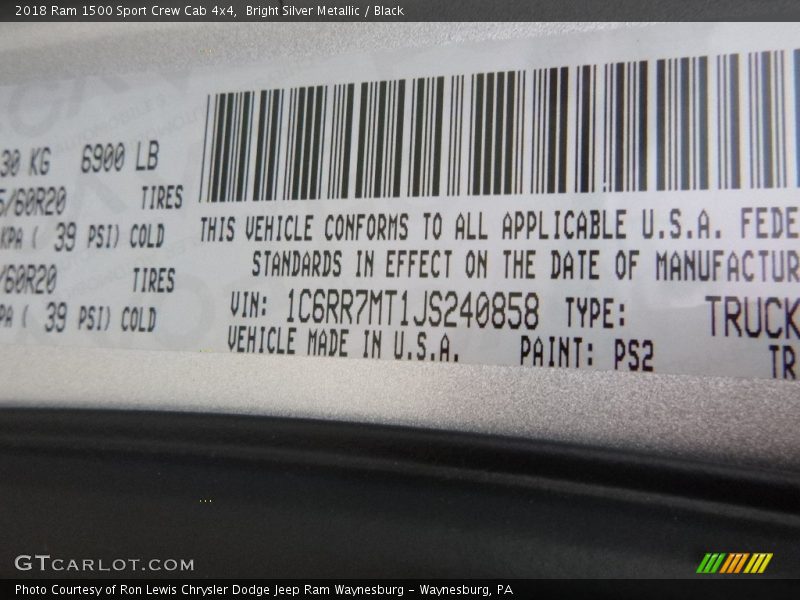 2018 Ram 1500 Sport Crew Cab 4x4,  Bright Silver Metallic / Black
30 KG 6900 LB
5/60R20 TIRES
KPA ( 39 PSI) COLD
/60R20 TIRES
PA ( 39 PSI) COLD
THIS VEHICLE CONFORMS TO ALL APPLICABLE U.S.A. FEDE
STANDARDS IN EFFECT ON THE DATE OF MANUFACTUR
VIN: 1C6RR7MT1JS240858 TYPE: TRUCK
VEHICLE MADE IN U.S.A. PAINT: PS2 TR
GTCARLOT.COM
Photo Courtesy of Ron Lewis Chrysler Dodge Jeep Ram Waynesburg - Waynesburg, PA